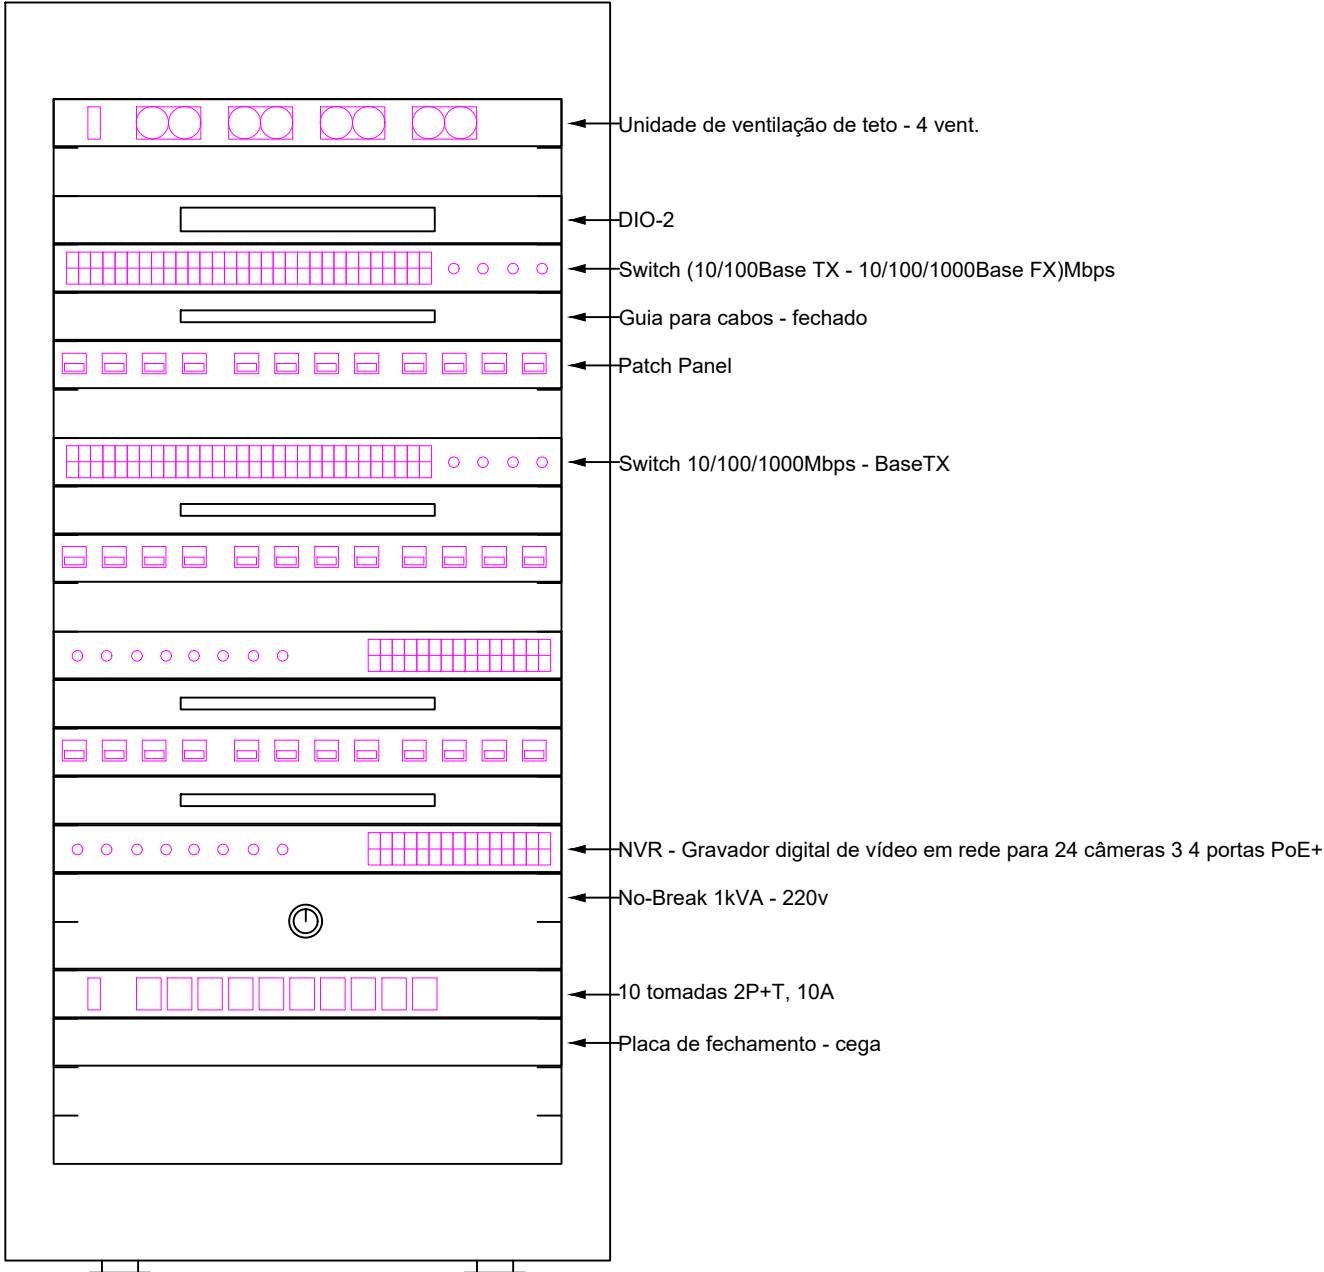 Unidade de ventilação de teto - 4 vent.
DIO-2
Switch (10/100Base TX - 10/100/1000Base FX)Mbps
Guia para cabos - fechado
Patch Panel
Switch 10/100/1000Mbps - BaseTX
NVR - Gravador digital de vídeo em rede para 24 câmeras 3 4 portas PoE+
No-Break 1kVA - 220v
10 tomadas 2P+T, 10A
Placa de fechamento - cega